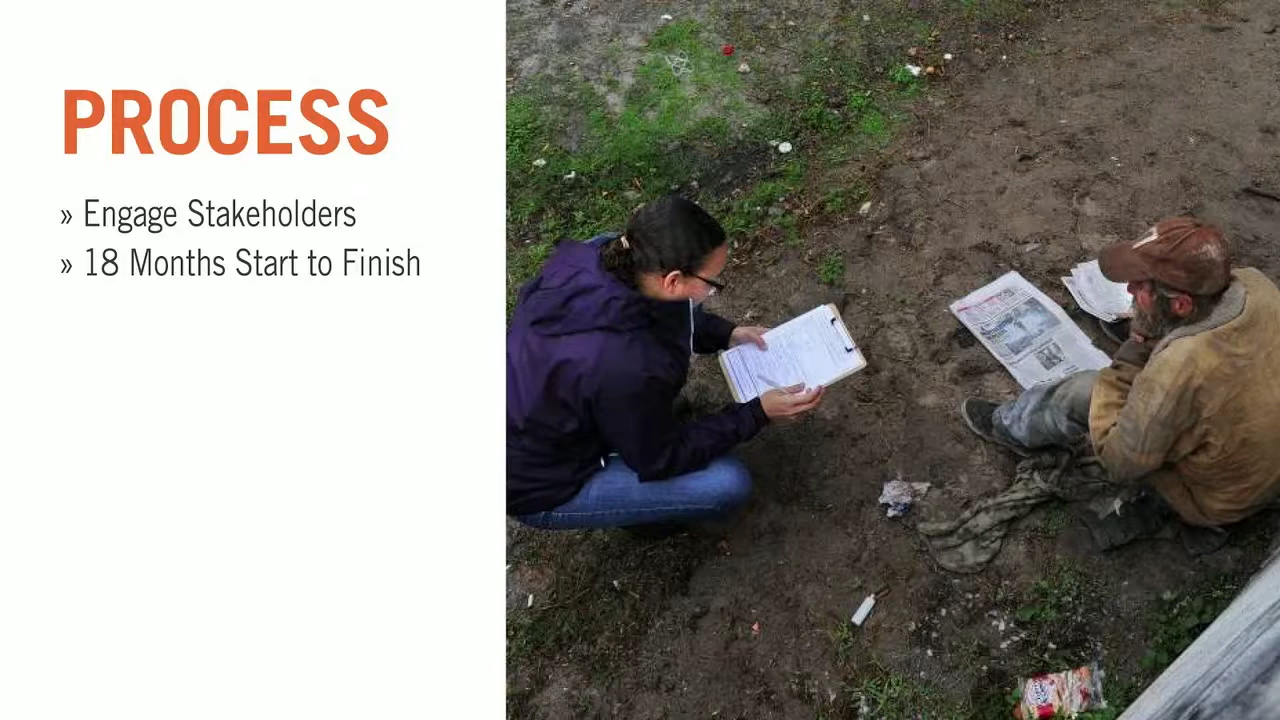 PROCESS
» Engage Stakeholders
» 18 Months Start to Finish